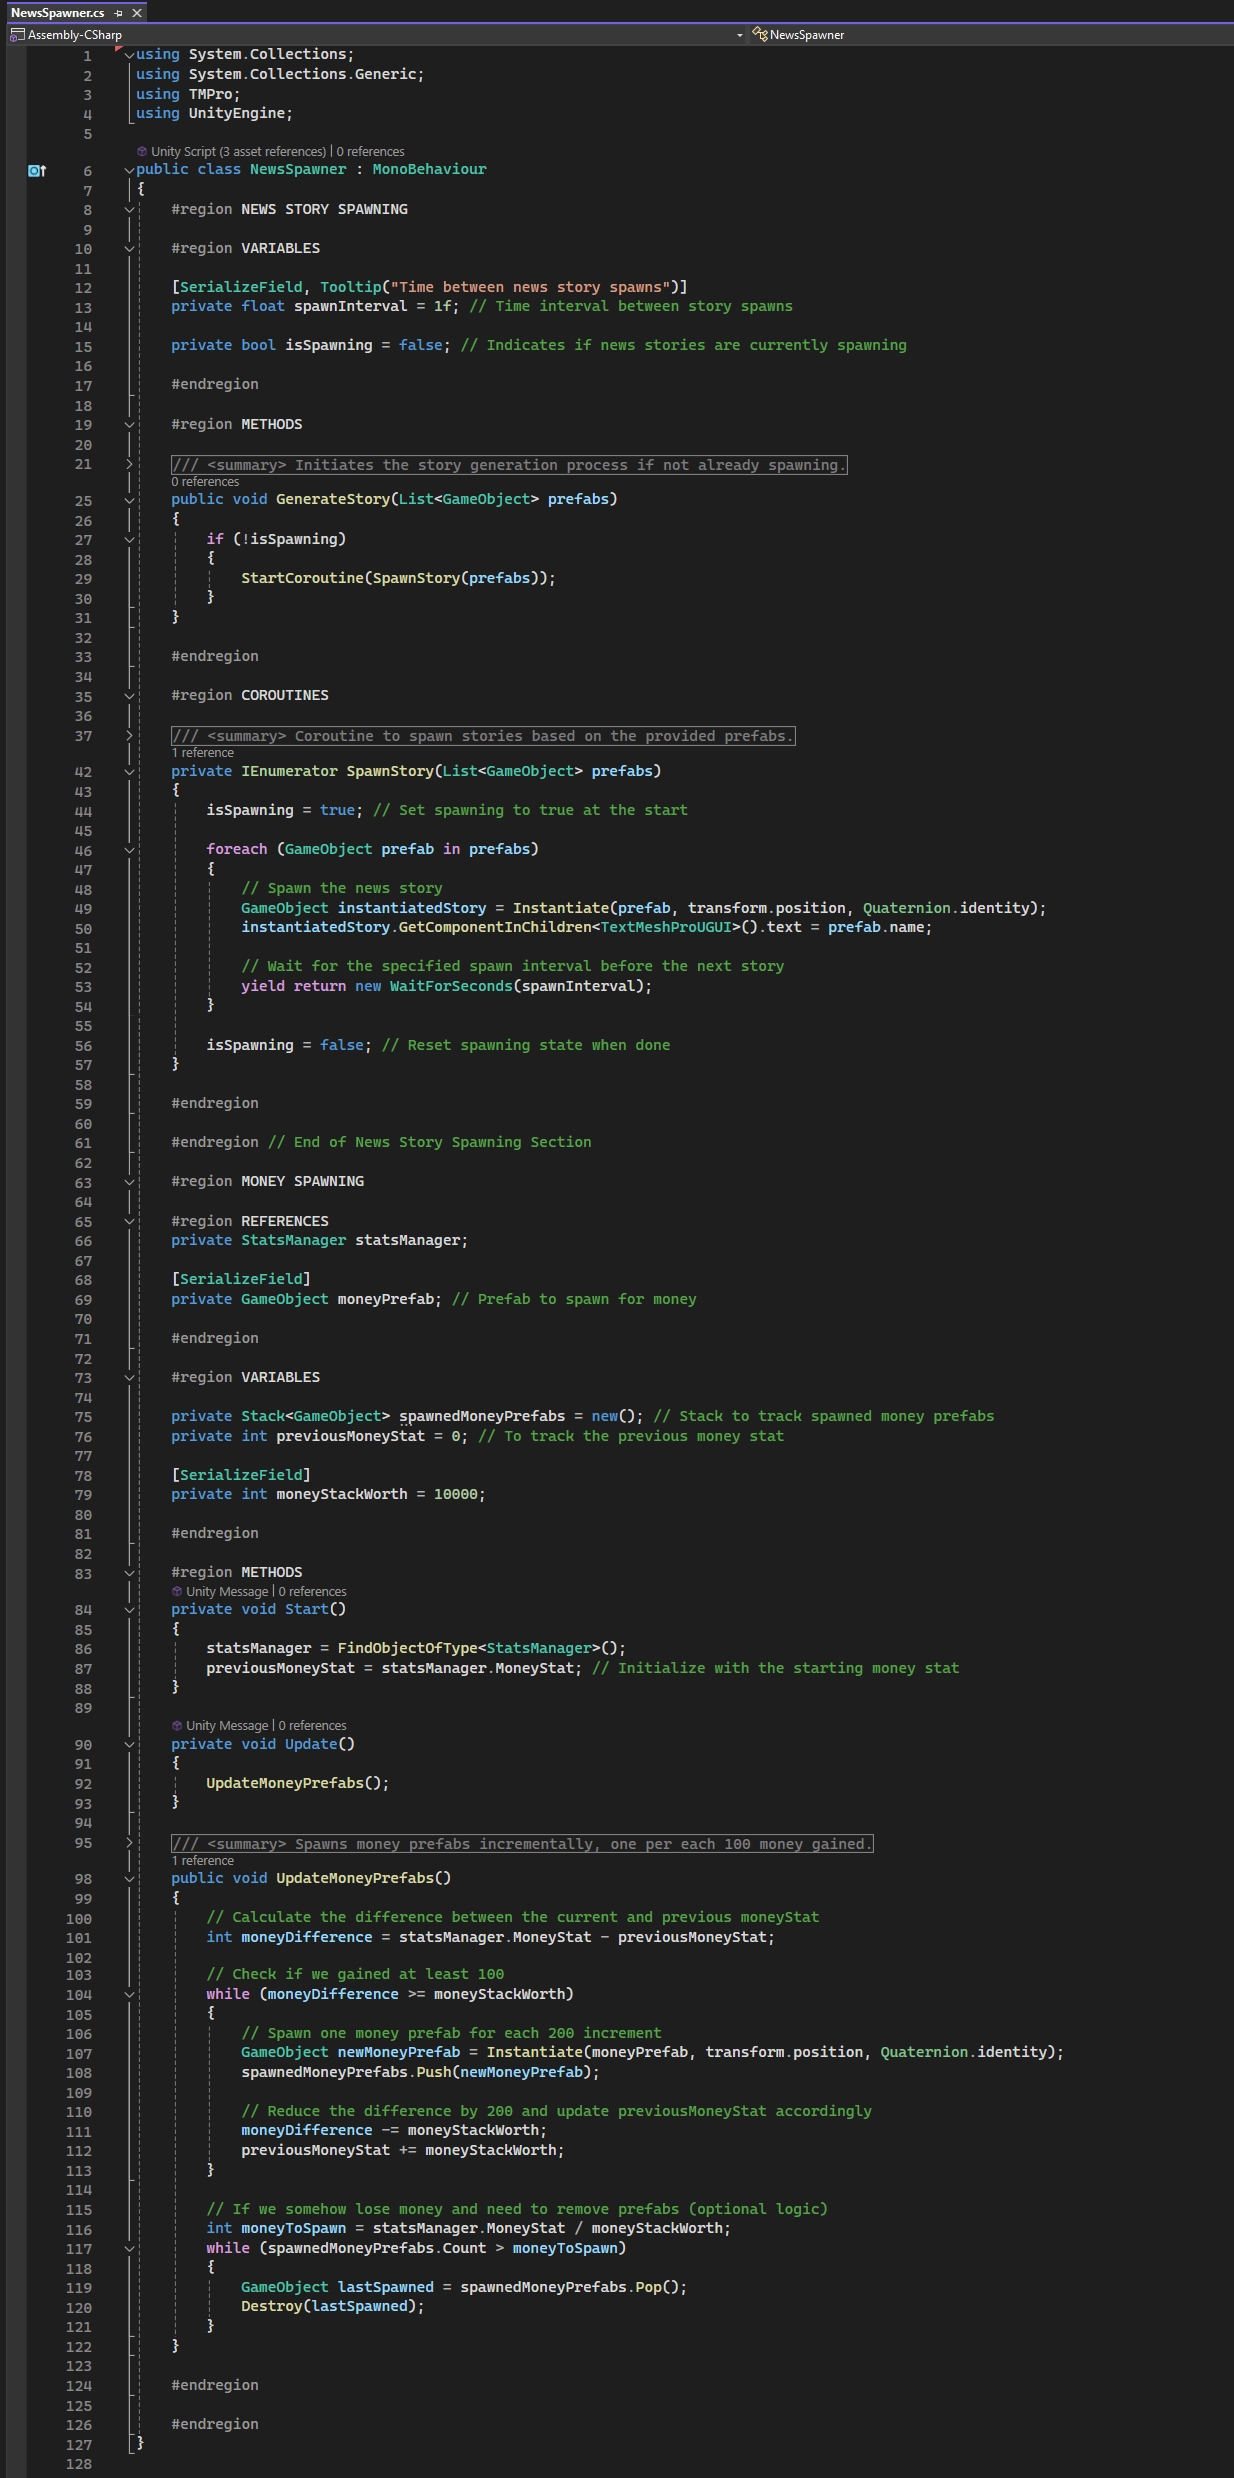 NewsSpawner.cs
Assembly-CSharp
NewsSpawner
1 using System.Collections;
2 using System.Collections.Generic;
3 using TMPro;
4 using UnityEngine;
5
Unity Script (3 asset references) | 0 references
6 public class NewsSpawner : MonoBehaviour
7 {
8 #region NEWS STORY SPAWNING
9
10 #region VARIABLES
11
12 [SerializeField, Tooltip("Time between news story spawns")]
13 private float spawnInterval = 1f; // Time interval between story spawns
14
15 private bool isSpawning = false; // Indicates if news stories are currently spawning
16
17 #endregion
18
19 #region METHODS
20
21 /// <summary> Initiates the story generation process if not already spawning.
0 references
25 public void GenerateStory(List<GameObject> prefabs)
26 {
27 if (!isSpawning)
28 {
29 StartCoroutine(SpawnStory(prefabs));
30 }
31 }
32
33 #endregion
34
35 #region COROUTINES
36
37 /// <summary> Coroutine to spawn stories based on the provided prefabs.
1 reference
42 private IEnumerator SpawnStory(List<GameObject> prefabs)
43 {
44 isSpawning = true; // Set spawning to true at the start
45
46 foreach (GameObject prefab in prefabs)
47 {
48 // Spawn the news story
49 GameObject instantiatedStory = Instantiate(prefab, transform.position, Quaternion.identity);
50 instantiatedStory.GetComponentInChildren<TextMeshProUGUI>().text = prefab.name;
51
52 // Wait for the specified spawn interval before the next story
53 yield return new WaitForSeconds(spawnInterval);
54 }
55
56 isSpawning = false; // Reset spawning state when done
57 }
58
59 #endregion
60
61 #endregion // End of News Story Spawning Section
62
63 #region MONEY SPAWNING
64
65 #region REFERENCES
66 private StatsManager statsManager;
67
68 [SerializeField]
69 private GameObject moneyPrefab; // Prefab to spawn for money
70
71 #endregion
72
73 #region VARIABLES
74
75 private Stack<GameObject> spawnedMoneyPrefabs = new(); // Stack to track spawned money prefabs
76 private int previousMoneyStat = 0; // To track the previous money stat
77
78 [SerializeField]
79 private int moneyStackWorth = 10000;
80
81 #endregion
82
83 #region METHODS
Unity Message | 0 references
84 private void Start()
85 {
86 statsManager = FindObjectOfType<StatsManager>();
87 previousMoneyStat = statsManager.MoneyStat; // Initialize with the starting money stat
88 }
89
Unity Message | 0 references
90 private void Update()
91 {
92 UpdateMoneyPrefabs();
93 }
94
95 /// <summary> Spawns money prefabs incrementally, one per each 100 money gained.
1 reference
98 public void UpdateMoneyPrefabs()
99 {
100 // Calculate the difference between the current and previous moneyStat
101 int moneyDifference = statsManager.MoneyStat - previousMoneyStat;
102
103 // Check if we gained at least 100
104 while (moneyDifference >= moneyStackWorth)
105 {
106 // Spawn one money prefab for each 200 increment
107 GameObject newMoneyPrefab = Instantiate(moneyPrefab, transform.position, Quaternion.identity);
108 spawnedMoneyPrefabs.Push(newMoneyPrefab);
109
110 // Reduce the difference by 200 and update previousMoneyStat accordingly
111 moneyDifference -= moneyStackWorth;
112 previousMoneyStat += moneyStackWorth;
113 }
114
115 // If we somehow lose money and need to remove prefabs (optional logic)
116 int moneyToSpawn = statsManager.MoneyStat / moneyStackWorth;
117 while (spawnedMoneyPrefabs.Count > moneyToSpawn)
118 {
119 GameObject lastSpawned = spawnedMoneyPrefabs.Pop();
120 Destroy(lastSpawned);
121 }
122 }
123
124 #endregion
125
126 #endregion
127 }
128